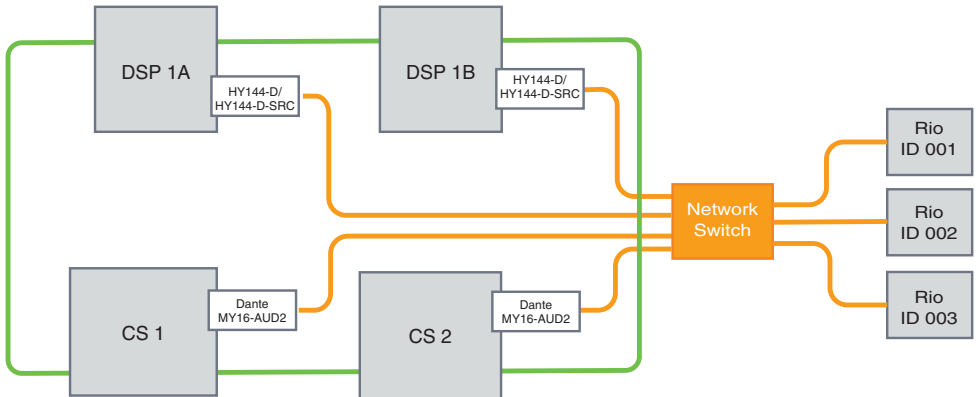 DSP 1A
HY144-D/
HY144-D-SRC
DSP 1B
HY144-D/
HY144-D-SRC
Rio
ID 001
Network
Switch
Rio
ID 002
CS 1
Dante
MY16-AUD2
CS 2
Dante
MY16-AUD2
Rio
ID 003